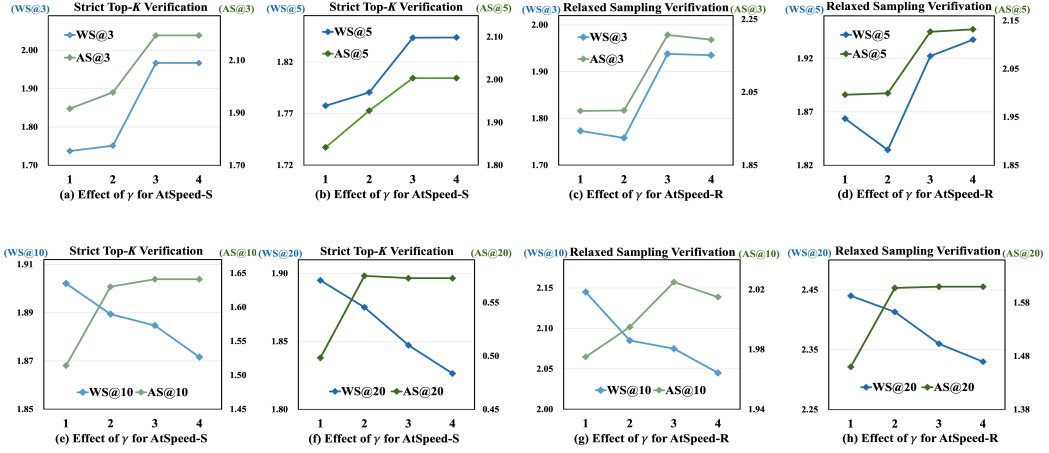 (WS@3) Strict Top-K Verification (AS@3)
WS@3
AS@3
2.00
1.90
1.80
1.70
2.10
1.90
1.70
1 2 3 4
(a) Effect of γ for AtSpeed-S
(WS@5) Strict Top-K Verification (AS@5)
WS@5
AS@5
1.82
1.77
1.72
2.10
2.00
1.90
1.80
1 2 3 4
(b) Effect of γ for AtSpeed-S
(WS@3) Relaxed Sampling Verifivation (AS@3)
WS@3
AS@3
2.00
1.90
1.80
1.70
2.25
2.05
1.85
1 2 3 4
(c) Effect of γ for AtSpeed-R
(WS@5) Relaxed Sampling Verifivation (AS@5)
WS@5
AS@5
1.92
1.87
1.82
2.15
2.05
1.95
1.85
1 2 3 4
(d) Effect of γ for AtSpeed-R
(WS@10) Strict Top-K Verification (AS@10
WS@10 AS@10
1.91
1.89
1.87
1.85
1.65
1.60
1.55
1.50
1.45
1 2 3 4
(e) Effect of γ for AtSpeed-S
(WS@20) Strict Top-K Verification (AS@20)
WS@20 AS@20
1.90
1.85
1.80
0.55
0.50
0.45
1 2 3 4
(f) Effect of γ for AtSpeed-S
(WS@10) Relaxed Sampling Verifivation (AS@10)
WS@10 AS@10
2.15
2.10
2.05
2.00
2.02
1.98
1.94
1 2 3 4
(g) Effect of γ for AtSpeed-R
(WS@20) Relaxed Sampling Verifivation (AS@20)
WS@20 AS@20
2.45
2.35
2.25
1.58
1.48
1.38
1 2 3 4
(h) Effect of γ for AtSpeed-R